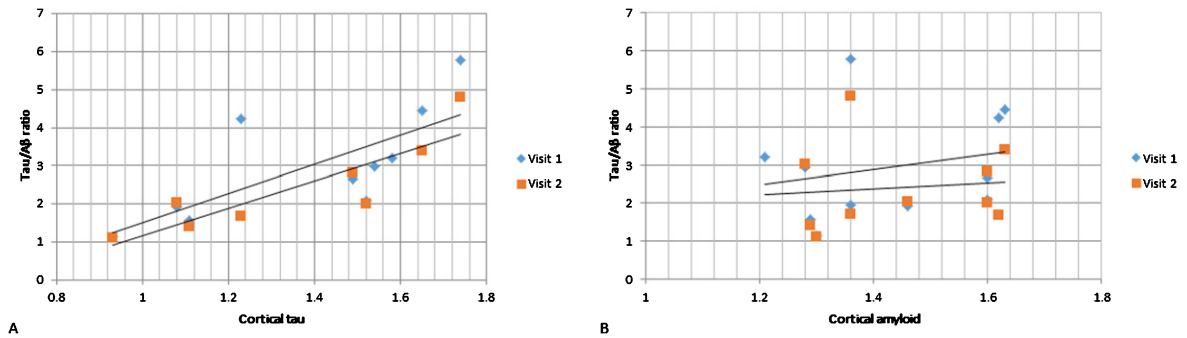 7
6
5
4
3
2
1
0
Tau/Aβ ratio
0.8 1 1.2 1.4 1.6 1.8
Cortical tau
Visit 1
Visit 2
A
7
6
5
4
3
2
1
0
Tau/Aβ ratio
1 1.2 1.4 1.6 1.8
Cortical amyloid
Visit 1
Visit 2
B